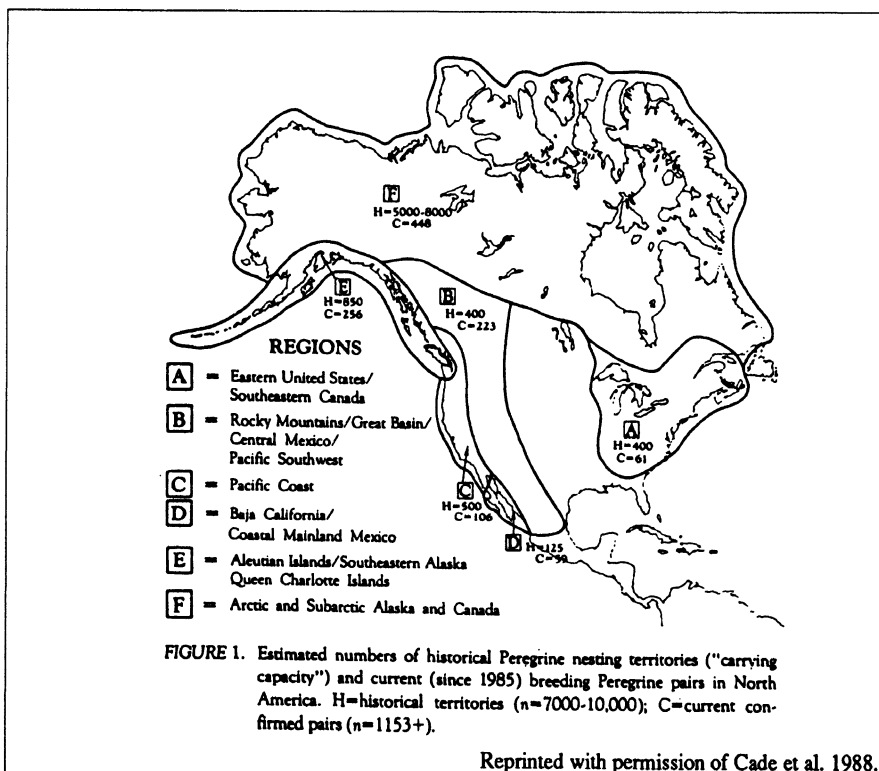 F
H=5000-8000
C=448
E
H=850
C=256
B
H=400
C=223
REGIONS
A = Eastern United States/
Southeastern Canada
B = Rocky Mountains/Great Basin/
Central Mexico/
Pacific Southwest
C = Pacific Coast
D = Baja California/
Coastal Mainland Mexico
E = Aleutian Islands/Southeastern Alaska
Queen Charlotte Islands
F = Arctic and Subarctic Alaska and Canada
A
H=400
C=61
C
H=500
C=106
D
H=125
FIGURE 1. Estimated numbers of historical Peregrine nesting territories ("carrying
capacity") and current (since 1985) breeding Peregrine pairs in North
America. H=historical territories (n=7000-10,000); C=current con-
firmed pairs (n=1153+).
Reprinted with permission of Cade et al. 1988.